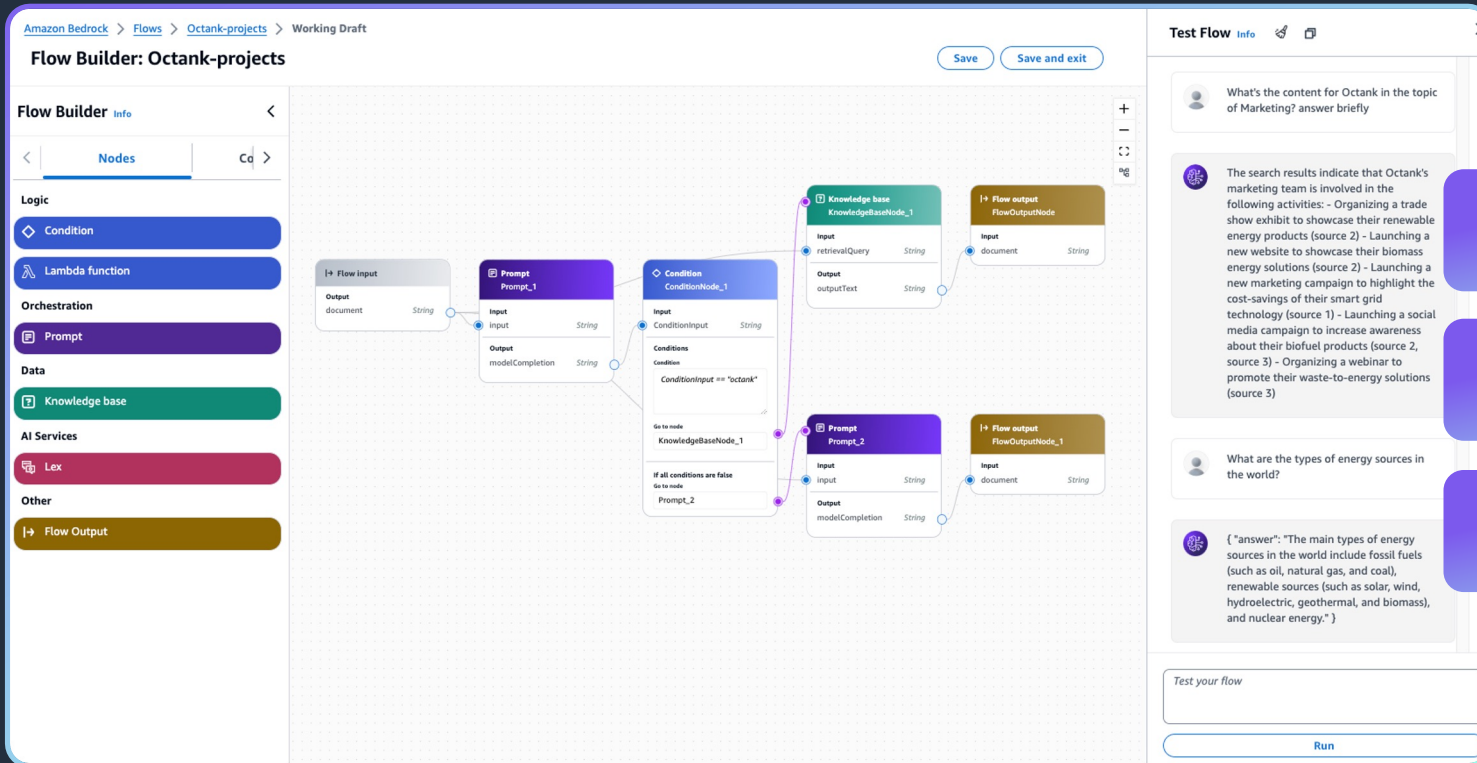 Amazon Bedrock > Flows > Octank-projects > Working Draft
Flow Builder: Octank-projects
Save
Save and exit
Flow Builder Info
Nodes
Co
Logic
Condition
Lambda function
Orchestration
Prompt
Data
Knowledge base
AI Services
Lex
Other
Flow Output
Flow input
Output
document String
Prompt
Prompt_1
Input
input String
Output
modelCompletion String
Condition
ConditionNode_1
Input
ConditionInput String
Conditions
Condition
ConditionInput == "octank"
Go to node
KnowledgeBaseNode_1
If all conditions are false
Go to node
Prompt_2
Knowledge base
KnowledgeBaseNode_1
Input
retrievalQuery String
Output
outputText String
Flow output
FlowOutputNode
Input
document String
Prompt
Prompt_2
Input
input String
Output
modelCompletion String
Flow output
FlowOutputNode_1
Input
document String
Test Flow Info
What's the content for Octank in the topic
of Marketing? answer briefly
The search results indicate that Octank's
marketing team is involved in the
following activities: - Organizing a trade
show exhibit to showcase their renewable
energy products (source 2) - Launching a
new website to showcase their biomass
energy solutions (source 2) - Launching a
new marketing campaign to highlight the
cost-savings of their smart grid
technology (source 1) - Launching a social
media campaign to increase awareness
about their biofuel products (source 2,
source 3) - Organizing a webinar to
promote their waste-to-energy solutions
(source 3)
What are the types of energy sources in
the world?
{ "answer": "The main types of energy
sources in the world include fossil fuels
(such as oil, natural gas, and coal),
renewable sources (such as solar, wind,
hydroelectric, geothermal, and biomass),
and nuclear energy." }
Test your flow
Run